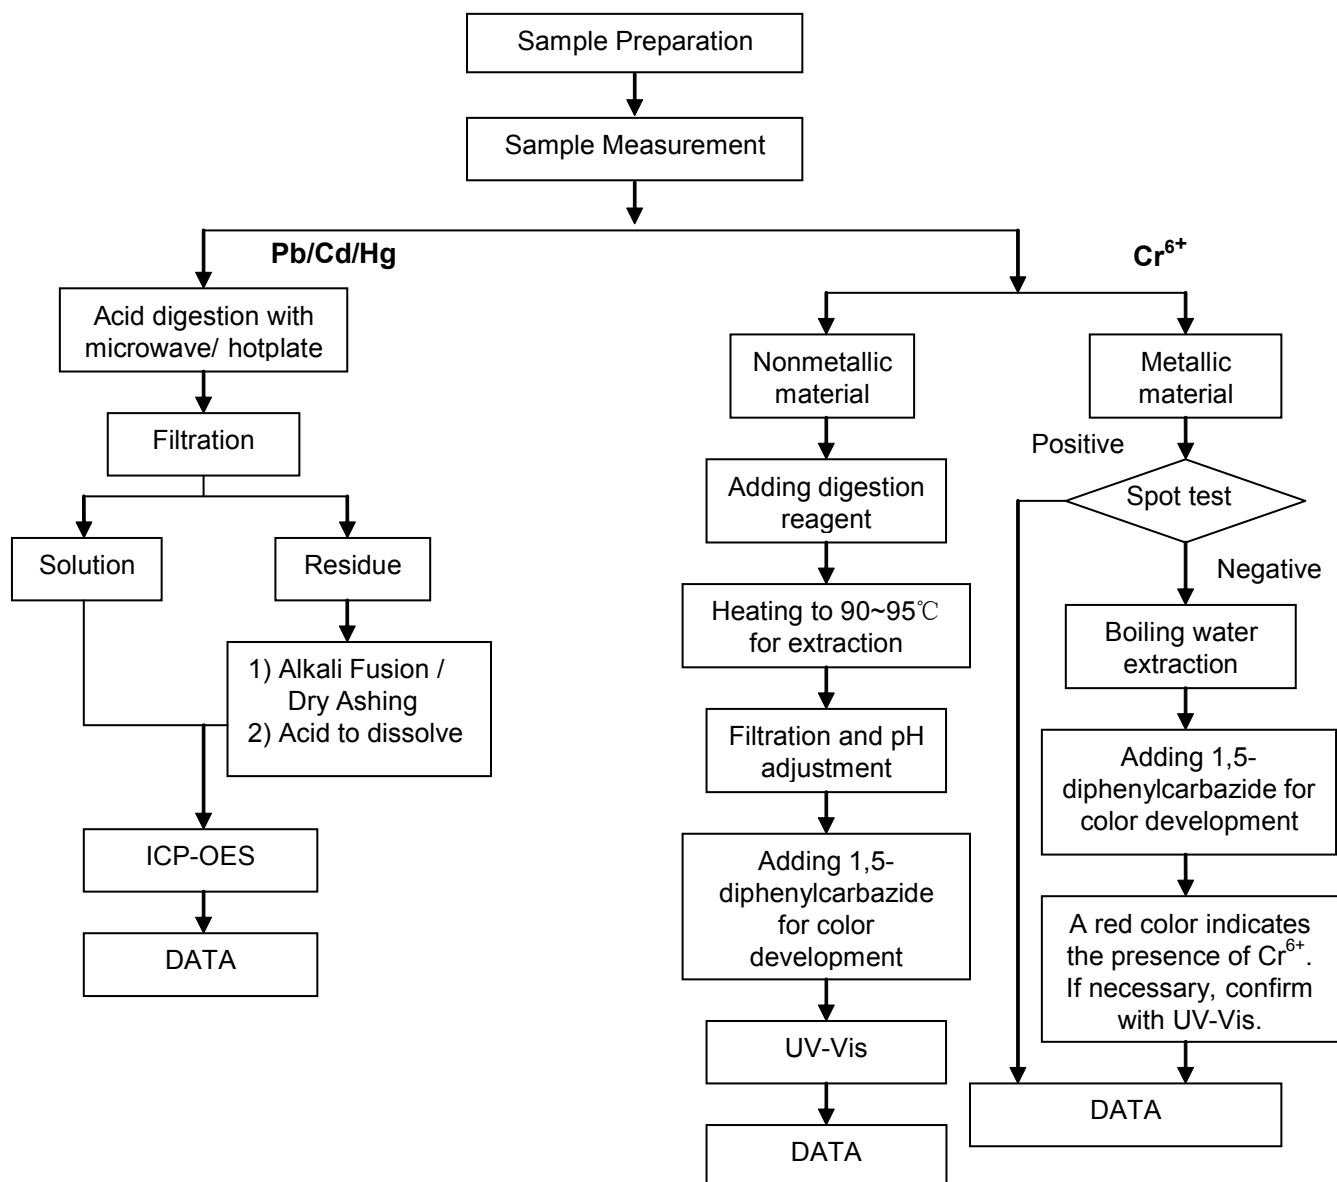 Sample Preparation
Sample Measurement
Pb/Cd/Hg
Acid digestion with
microwave/ hotplate
Filtration
Solution
Residue
1) Alkali Fusion /
Dry Ashing
2) Acid to dissolve
ICP-OES
DATA
Cr⁶⁺
Nonmetallic
material
Adding digestion
reagent
Heating to 90~95℃
for extraction
Filtration and pH
adjustment
Adding 1,5-
diphenylcarbazide
for color
development
UV-Vis
DATA
Metallic
material
Positive
Spot test
Negative
Boiling water
extraction
Adding 1,5-
diphenylcarbazide for
color development
A red color indicates
the presence of Cr⁶⁺.
If necessary, confirm
with UV-Vis.
DATA